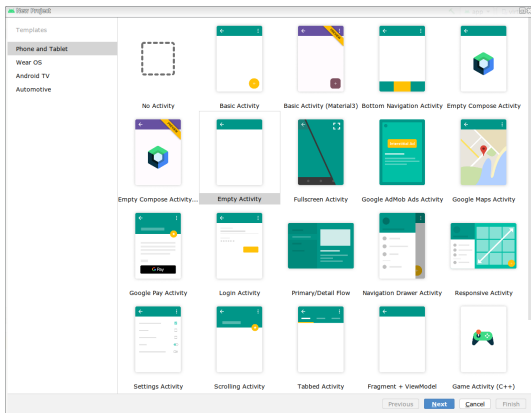 New Project
Templates
Phone and Tablet
Wear OS
Android TV
Automotive
No Activity
Basic Activity
Basic Activity (Material3)
Bottom Navigation Activity
Empty Compose Activity
Empty Compose Activity...
Empty Activity
Fullscreen Activity
Google AdMob Ads Activity
Google Maps Activity
G Pay
Google Pay Activity
Login Activity
Primary/Detail Flow
Navigation Drawer Activity
Responsive Activity
Settings Activity
Scrolling Activity
Tabbed Activity
Fragment + ViewModel
Game Activity (C++)
Previous
Next
Cancel
Finish